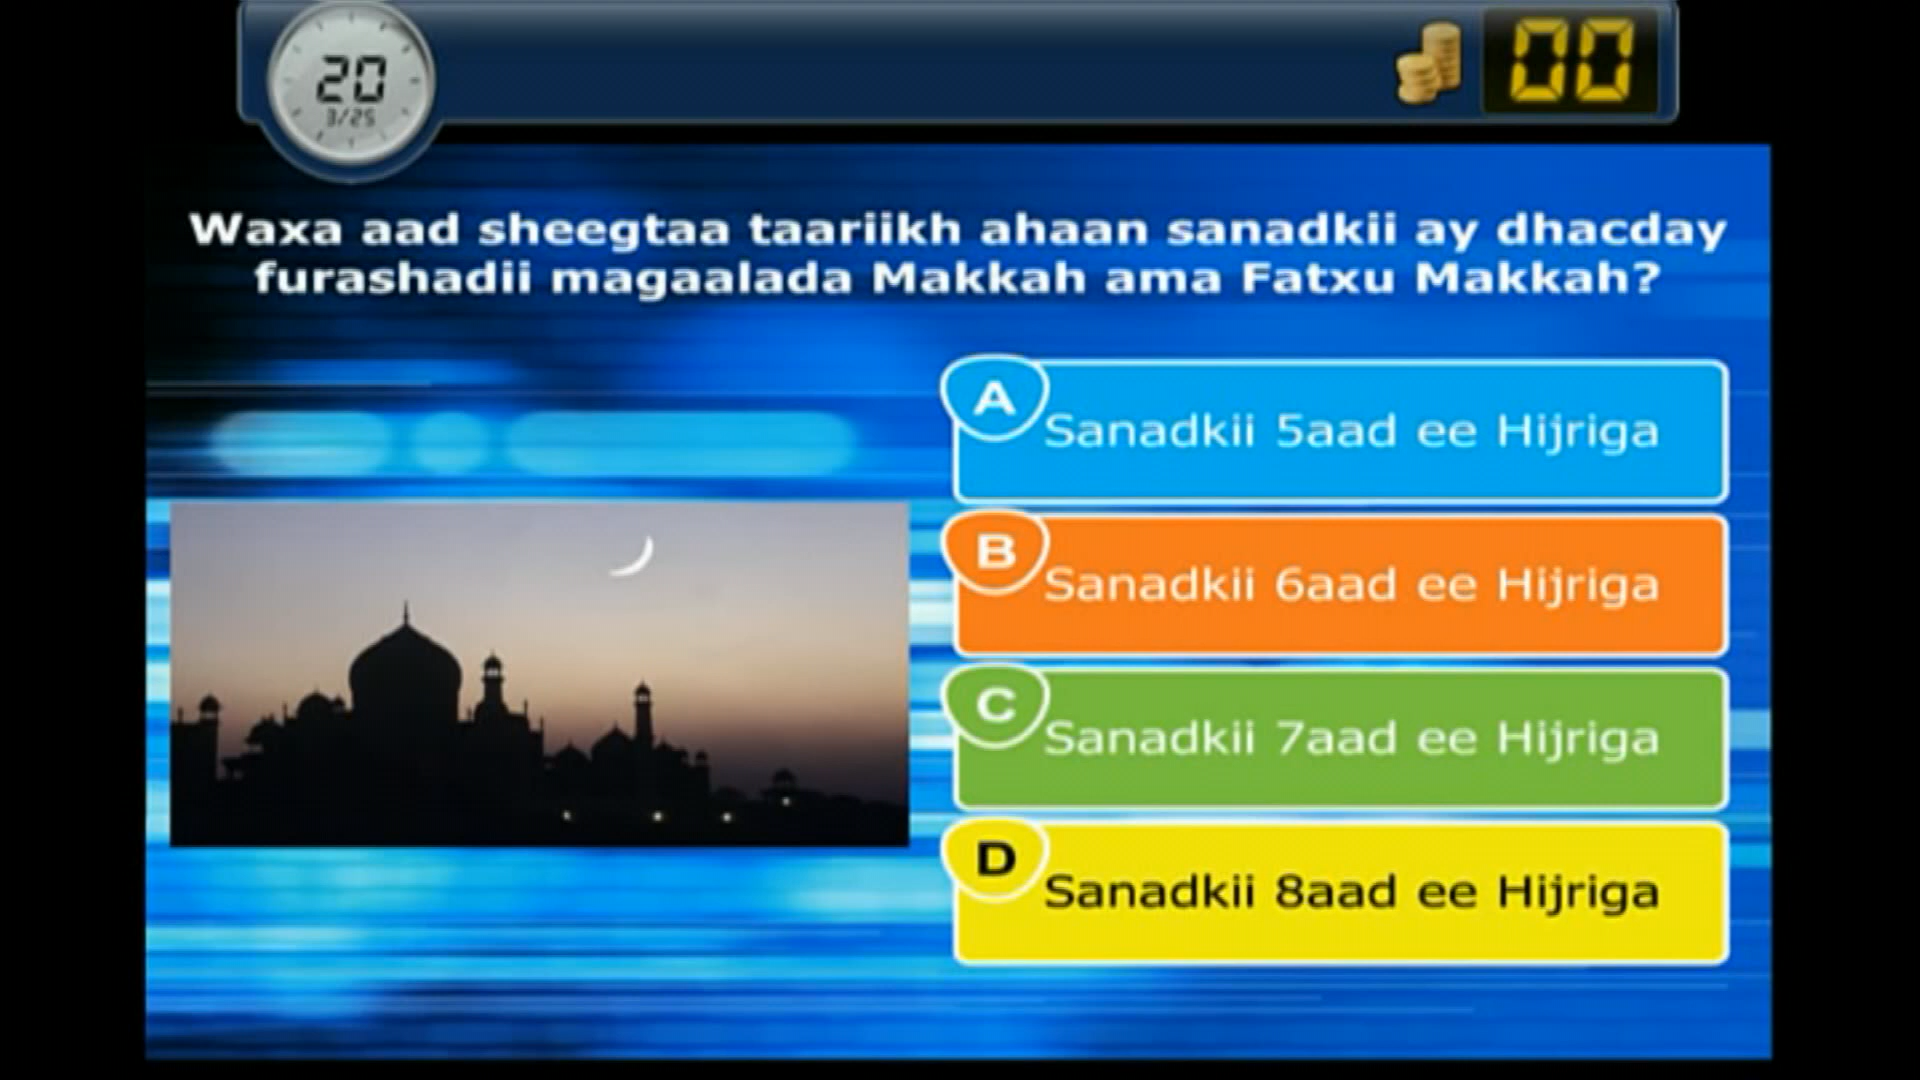 20
3/25
00
Waxa aad sheegtaa taariikh ahaan sanadkii ay dhacday
furashadii magaalada Makkah ama Fatxu Makkah?
A
Sanadkii 5aad ee Hijriga
B
Sanadkii 6aad ee Hijriga
C
Sanadkii 7aad ee Hijriga
D
Sanadkii 8aad ee Hijriga